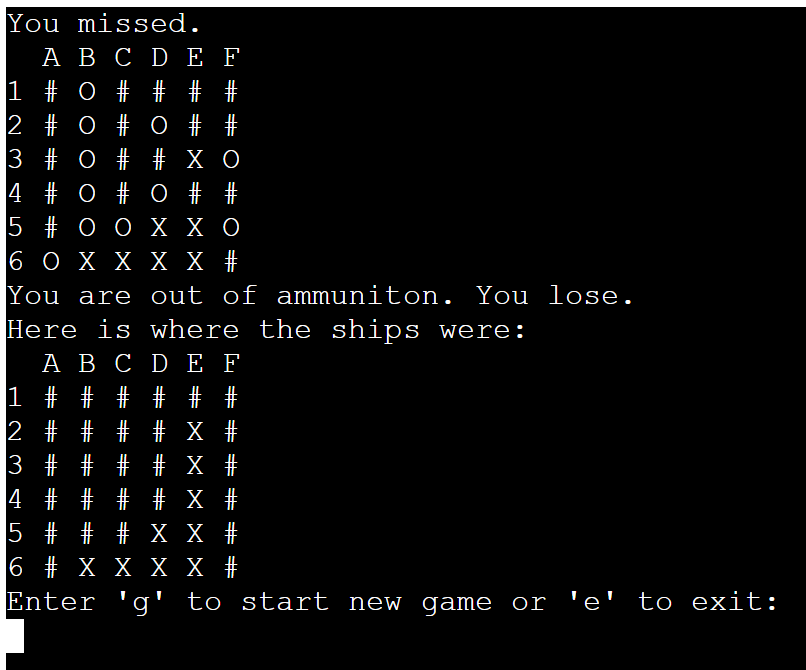 You missed.
  A B C D E F
1 # O # # # #
2 # O # O # #
3 # O # # X O
4 # O # O # #
5 # O O X X O
6 O X X X X #
You are out of ammuniton. You lose.
Here is where the ships were:
  A B C D E F
1 # # # # # #
2 # # # # X #
3 # # # # X #
4 # # # # X #
5 # # # X X #
6 # X X X X #
Enter 'g' to start new game or 'e' to exit: